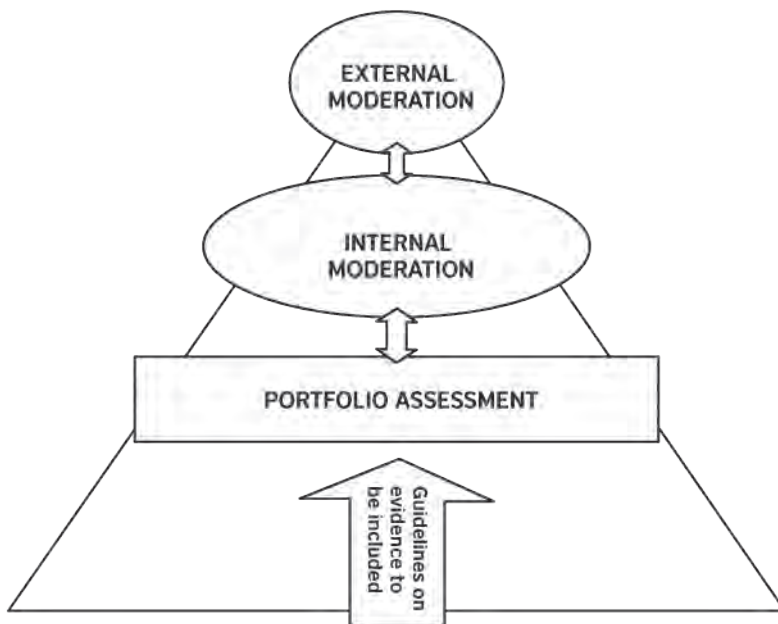 EXTERNAL
MODERATION
INTERNAL
MODERATION
PORTFOLIO ASSESSMENT
Guidelines on
evidence to
be included